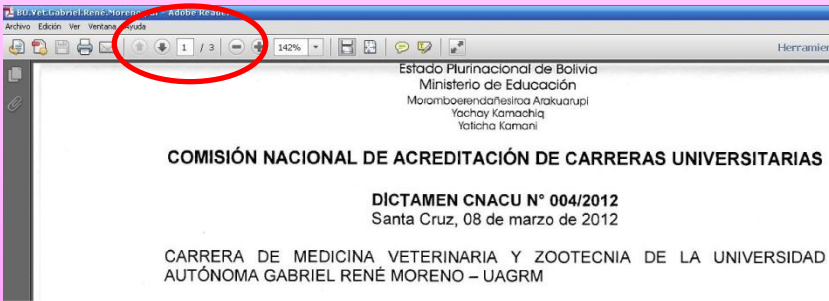 Archivo Edición Ver Ventana Ayuda
1 / 3 142% Herramien
Estado Plurinacional de Bolivia
Ministerio de Educación
Moromboerendañesiroa Arakuarupi
Yachay Kamachiq
Yaticha Kamani
COMISIÓN NACIONAL DE ACREDITACIÓN DE CARRERAS UNIVERSITARIAS
DICTAMEN CNACU N° 004/2012
Santa Cruz, 08 de marzo de 2012
CARRERA DE MEDICINA VETERINARIA Y ZOOTECNIA DE LA UNIVERSIDAD
AUTÓNOMA GABRIEL RENÉ MORENO – UAGRM